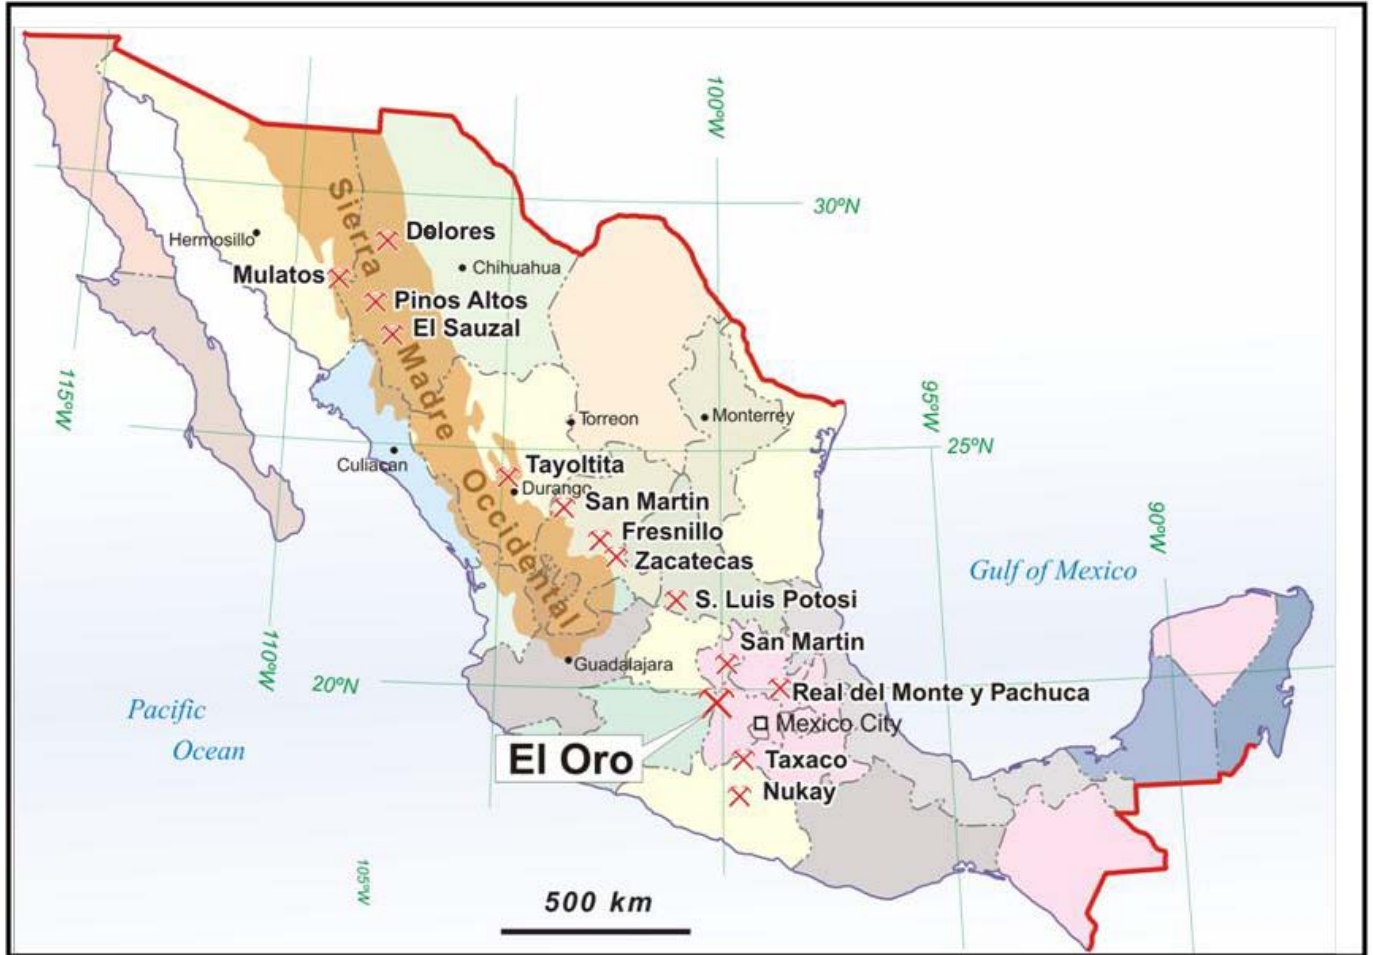 100ºW
30ºN
Sierra
Madre
Occidental
Dolores
Hermosillo
Chihuahua
Mulatos
Pinos Altos
El Sauzal
115ºW
95ºW
Torreon
Monterrey
25ºN
Culiacan
Tayoltita
Durango
San Martin
Fresnillo
Zacatecas
90ºW
Gulf of Mexico
S. Luis Potosi
San Martin
110ºW
Guadalajara
20ºN
Real del Monte y Pachuca
Pacific
Ocean
Mexico City
El Oro
Taxaco
Nukay
105ºW
500 km